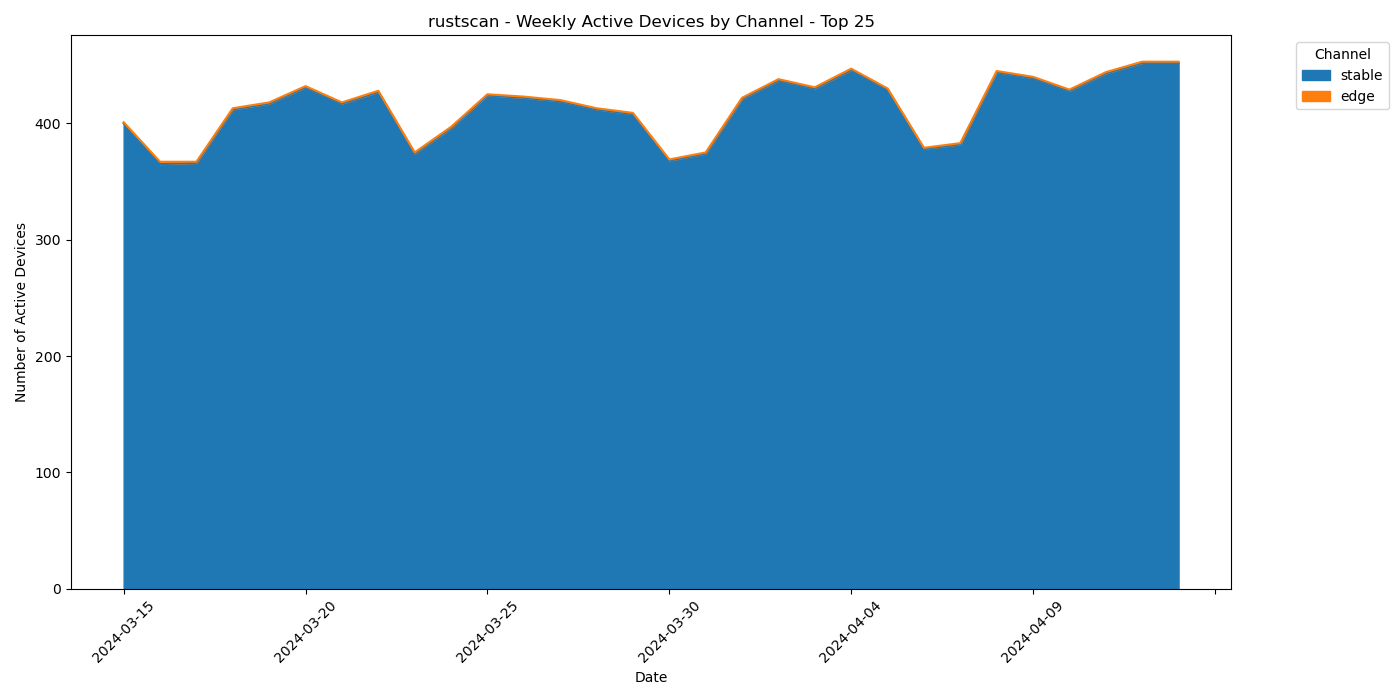 rustscan - Weekly Active Devices by Channel - Top 25
Channel
stable
edge
Number of Active Devices
400
300
200
100
0
2024-03-15
2024-03-20
2024-03-25
2024-03-30
2024-04-04
2024-04-09
Date